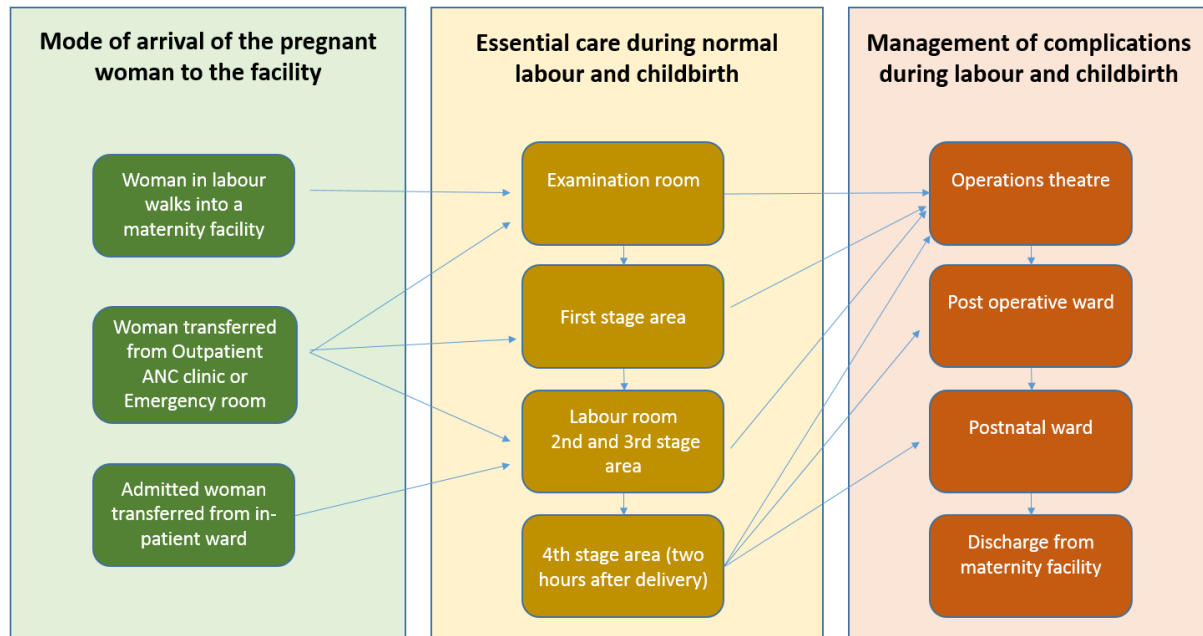 Mode of arrival of the pregnant
woman to the facility
Woman in labour
walks into a
maternity facility
Woman transferred
from Outpatient
ANC clinic or
Emergency room
Admitted woman
transferred from in-
patient ward
Essential care during normal
labour and childbirth
Examination room
First stage area
Labour room
2nd and 3rd stage
area
4th stage area (two
hours after delivery)
Management of complications
during labour and childbirth
Operations theatre
Post operative ward
Postnatal ward
Discharge from
maternity facility